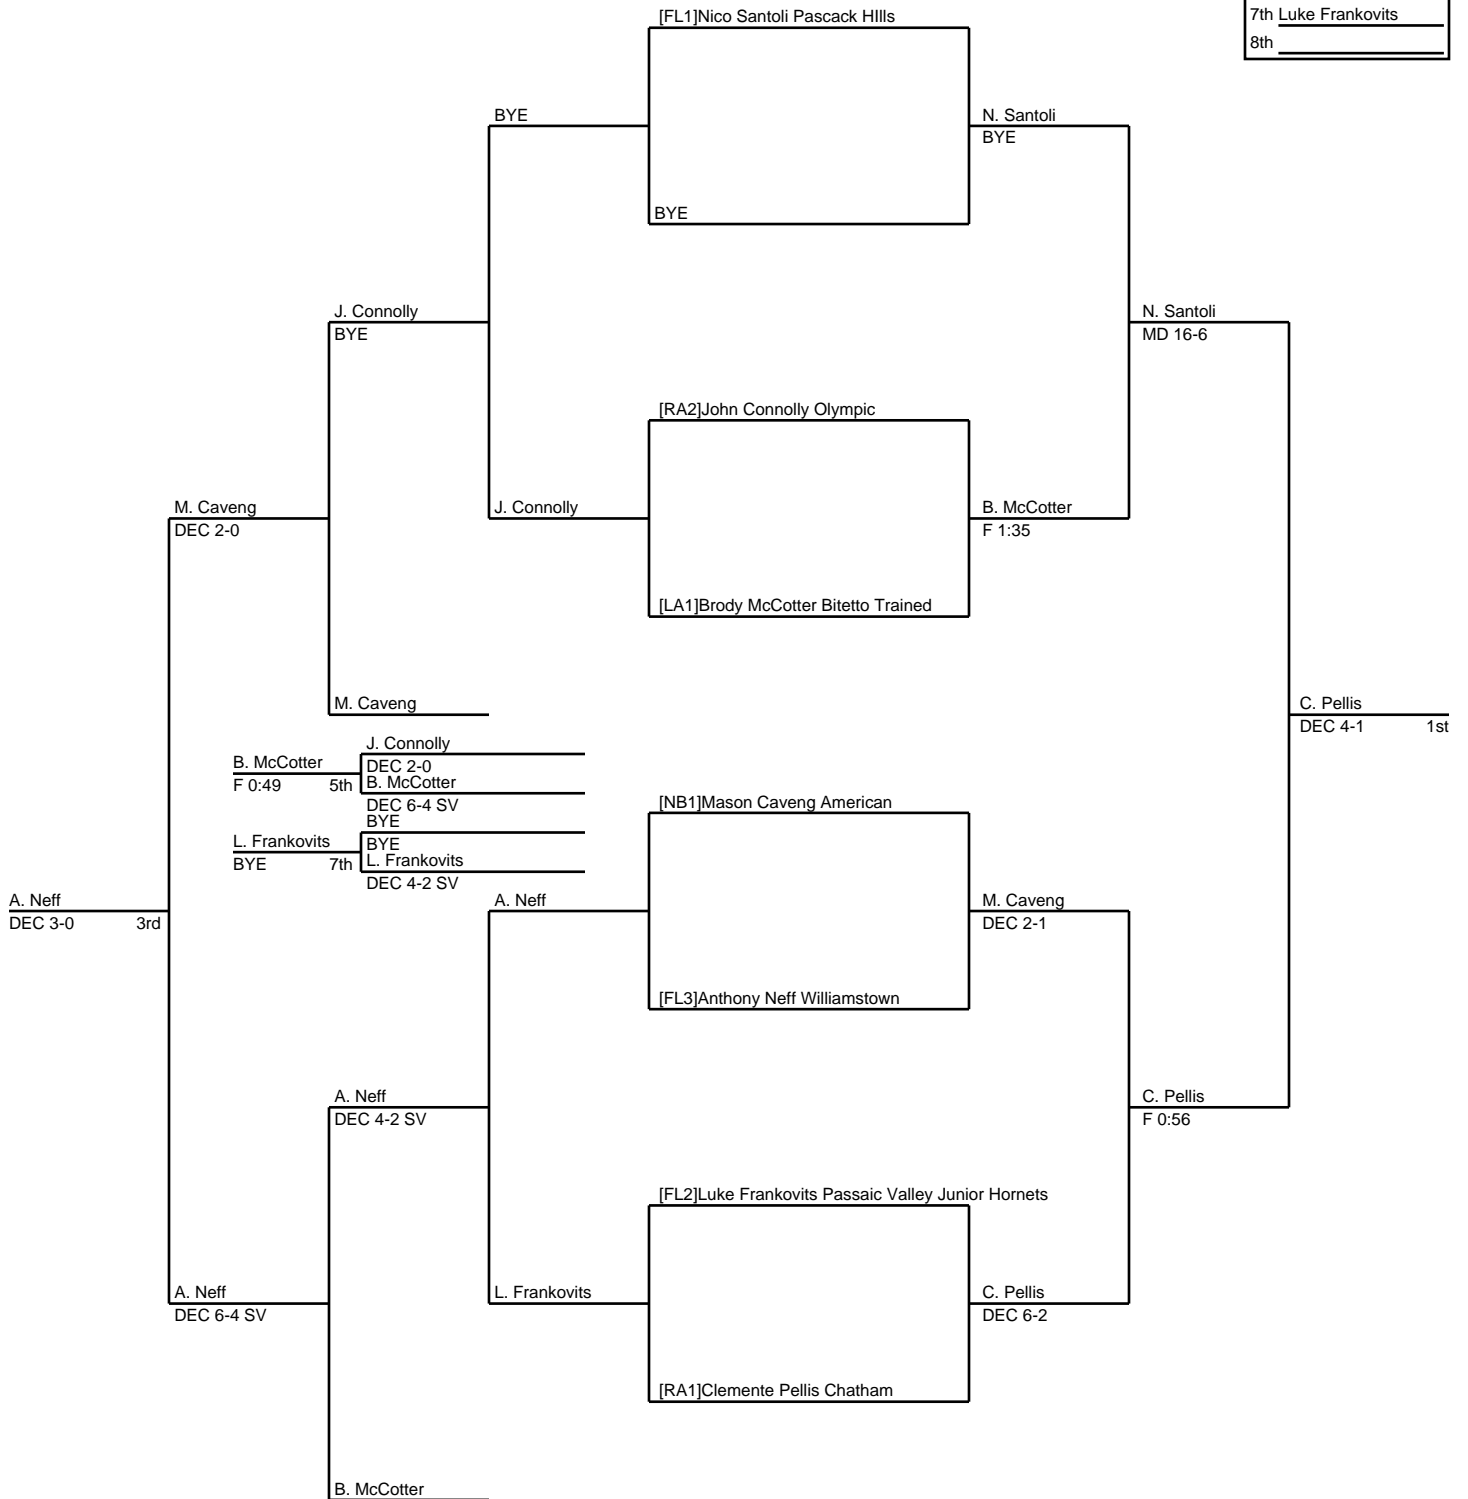 [FL1]Nico Santoli Pascack HIlls
7th Luke Frankovits
8th
BYE
N. Santoli
BYE
BYE
J. Connolly
BYE
N. Santoli
MD 16-6
[RA2]John Connolly Olympic
M. Caveng
DEC 2-0
J. Connolly
B. McCotter
F 1:35
[LA1]Brody McCotter Bitetto Trained
M. Caveng
C. Pellis
DEC 4-1 1st
J. Connolly
DEC 2-0
B. McCotter
F 0:49 5th
B. McCotter
DEC 6-4 SV
BYE
BYE
L. Frankovits
BYE 7th
L. Frankovits
DEC 4-2 SV
[NB1]Mason Caveng American
A. Neff
DEC 3-0 3rd
A. Neff
M. Caveng
DEC 2-1
[FL3]Anthony Neff Williamstown
A. Neff
DEC 4-2 SV
C. Pellis
F 0:56
[FL2]Luke Frankovits Passaic Valley Junior Hornets
A. Neff
DEC 6-4 SV
L. Frankovits
C. Pellis
DEC 6-2
[RA1]Clemente Pellis Chatham
B. McCotter